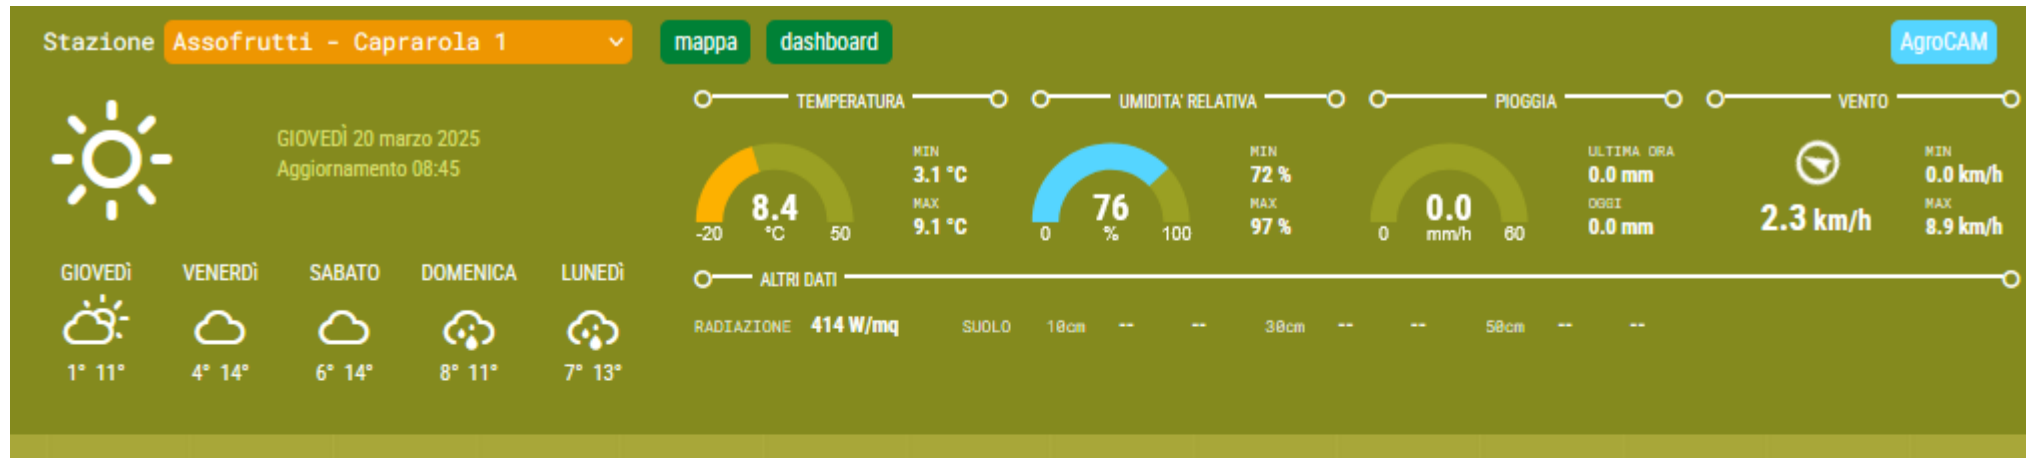 Stazione Assofrutti - Caprarola 1 mappa dashboard AgroCAM
GIOVEDÌ 20 marzo 2025
Aggiornamento 08:45
GIOVEDÌ VENERDÌ SABATO DOMENICA LUNEDÌ
1° 11° 4° 14° 6° 14° 8° 11° 7° 13°
TEMPERATURA
8.4
°C
-20 50
MIN
3.1 °C
MAX
9.1 °C
UMIDITA' RELATIVA
76
%
0 100
MIN
72 %
MAX
97 %
PIOGGIA
0.0
mm/h
0 60
ULTIMA ORA
0.0 mm
OGGI
0.0 mm
VENTO
2.3 km/h
MIN
0.0 km/h
MAX
8.9 km/h
ALTRI DATI
RADIAZIONE 414 W/mq SUOLO 10cm -- -- 30cm -- -- 50cm -- --